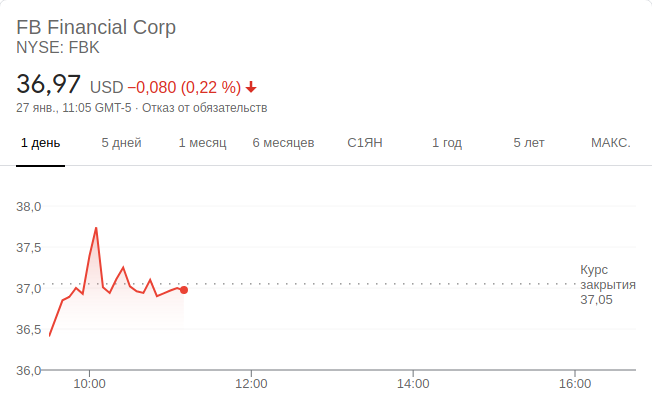 FB Financial Corp
NYSE: FBK
36,97 USD −0,080 (0,22 %)
27 янв., 11:05 GMT-5 · Отказ от обязательств
1 день 5 дней 1 месяц 6 месяцев С1ЯН 1 год 5 лет МАКС.
38,0
37,5
37,0
36,5
36,0
Курс
закрытия
37,05
10:00 12:00 14:00 16:00